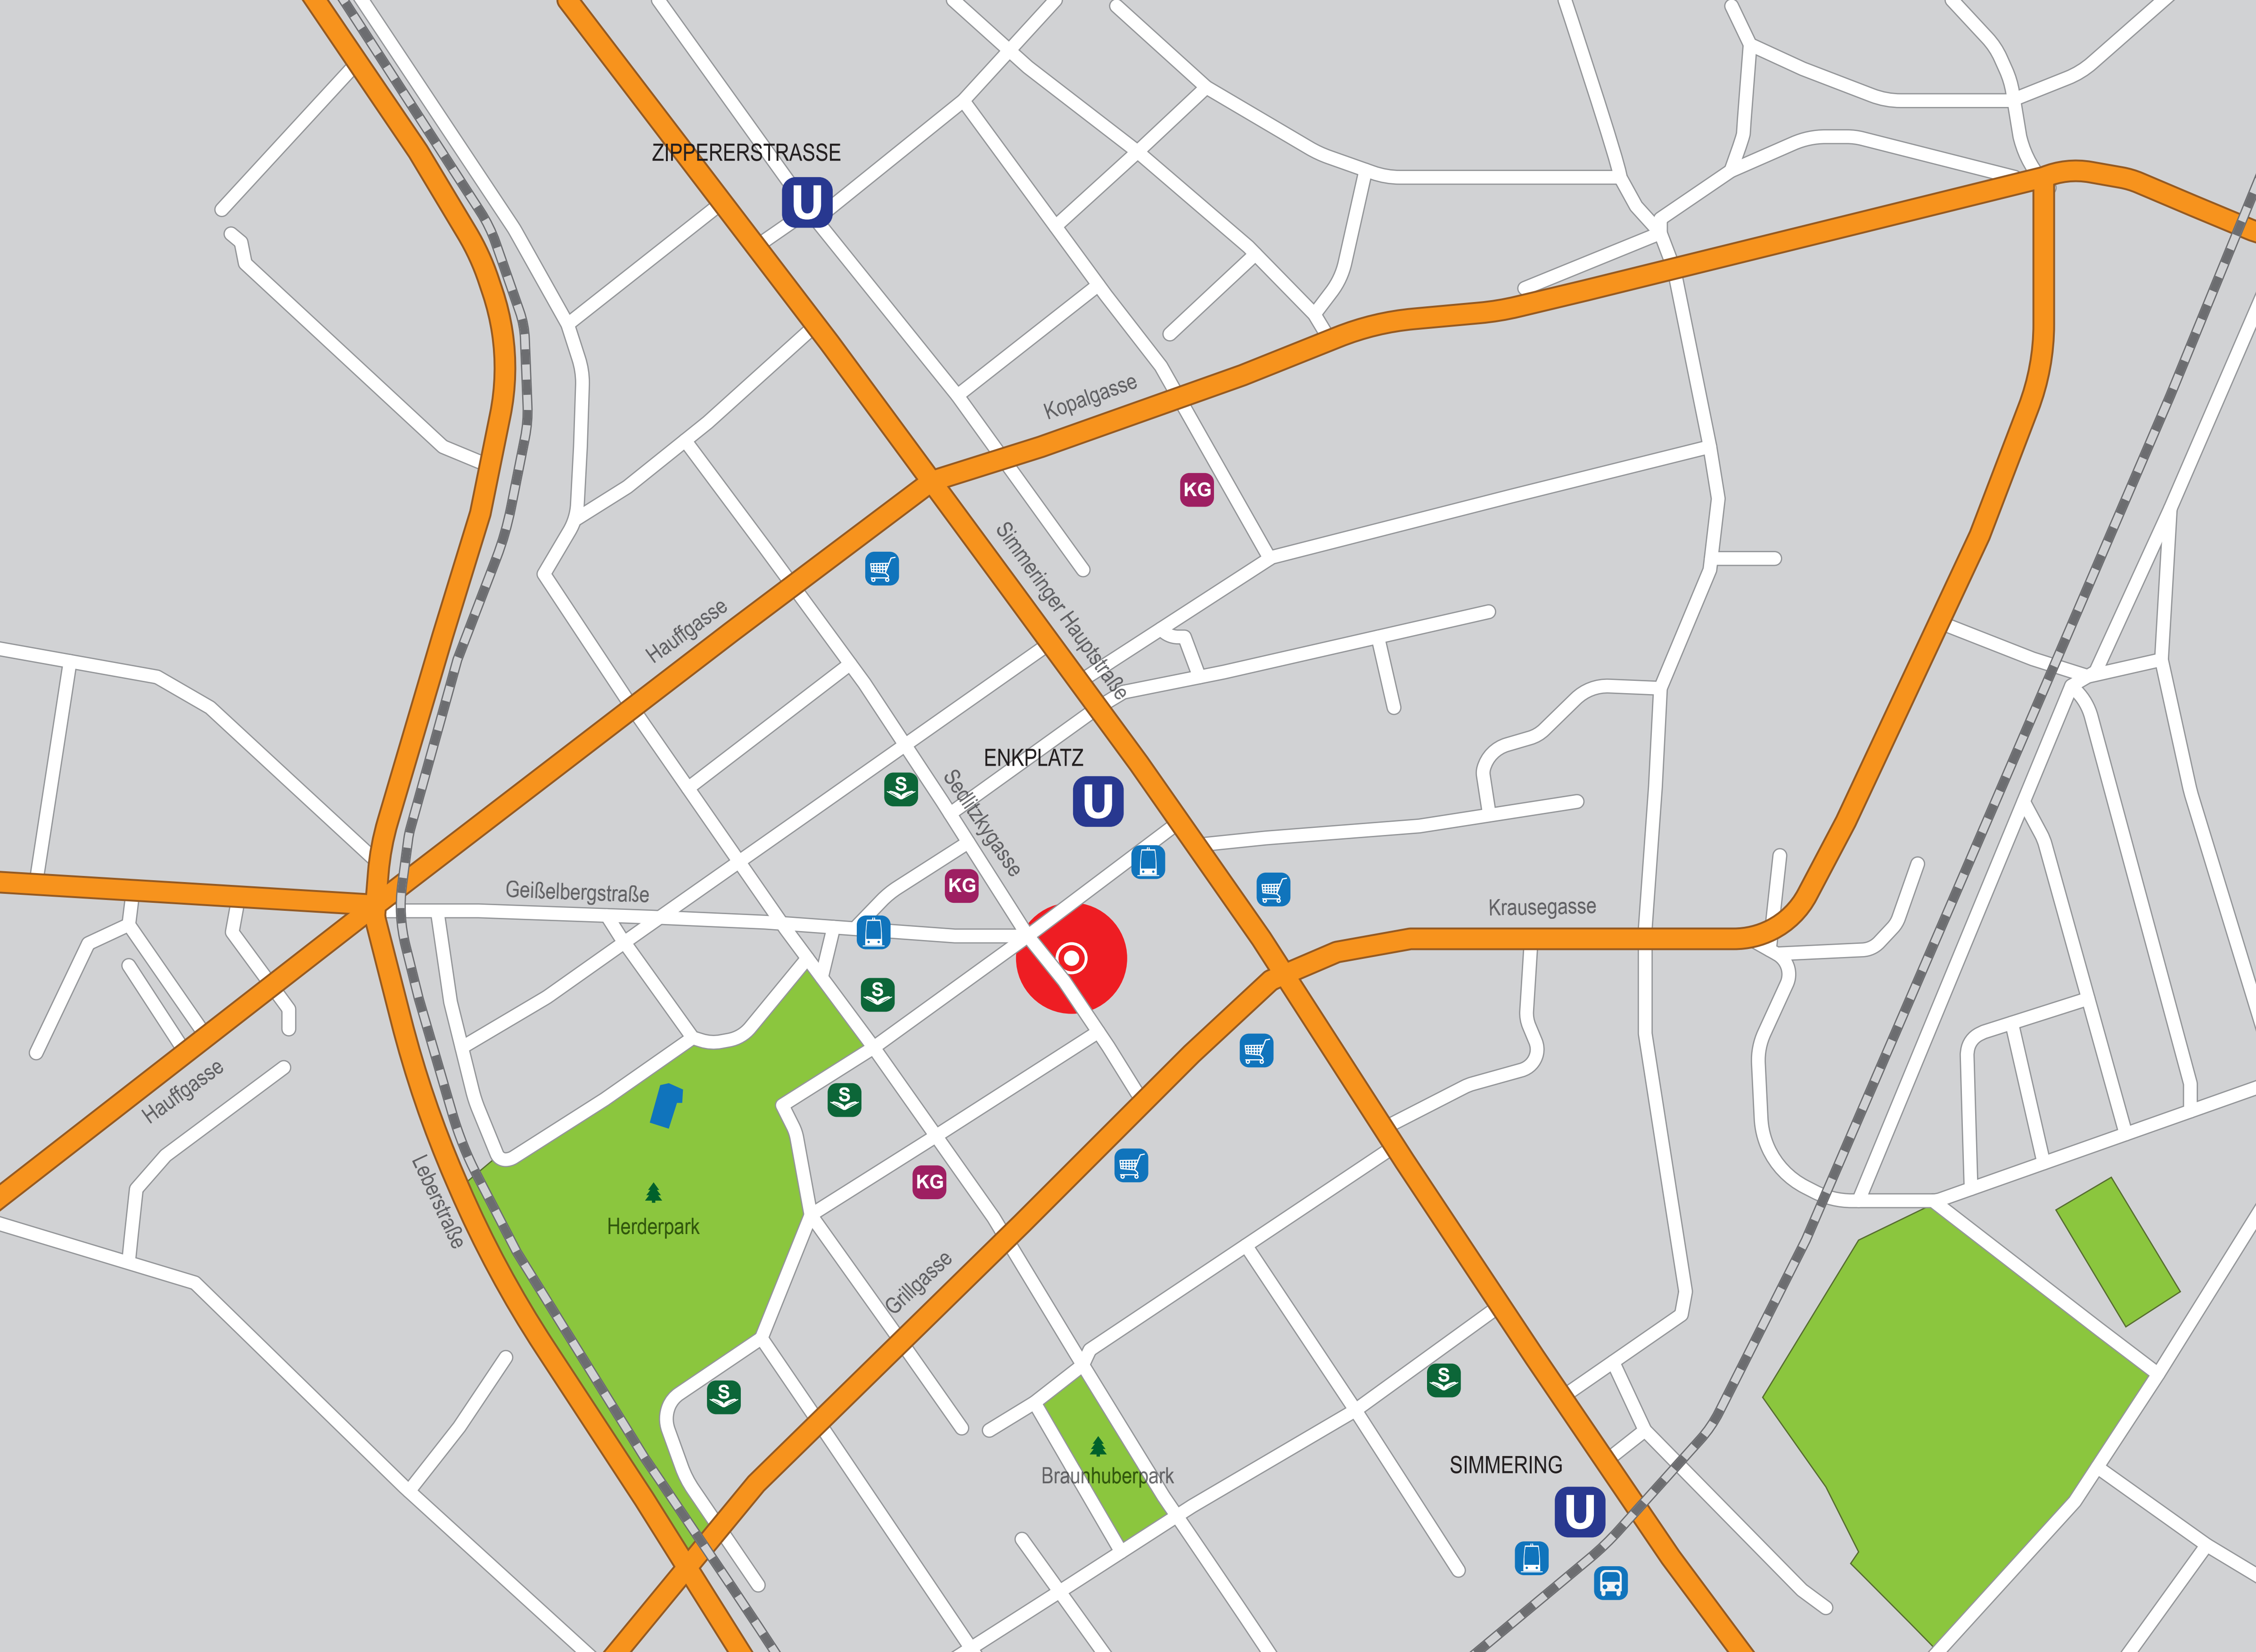 ZIPPERERSTRASSE
U
Kopalgasse
KG
Simmeringer Hauptstraße
Hauffgasse
ENKPLATZ
U
S
Sedlitzkygasse
KG
Geißelbergstraße
Krausegasse
S
Hauffgasse
S
KG
Leberstraße
Herderpark
Grillgasse
S
S
Braunhuberpark
SIMMERING
U